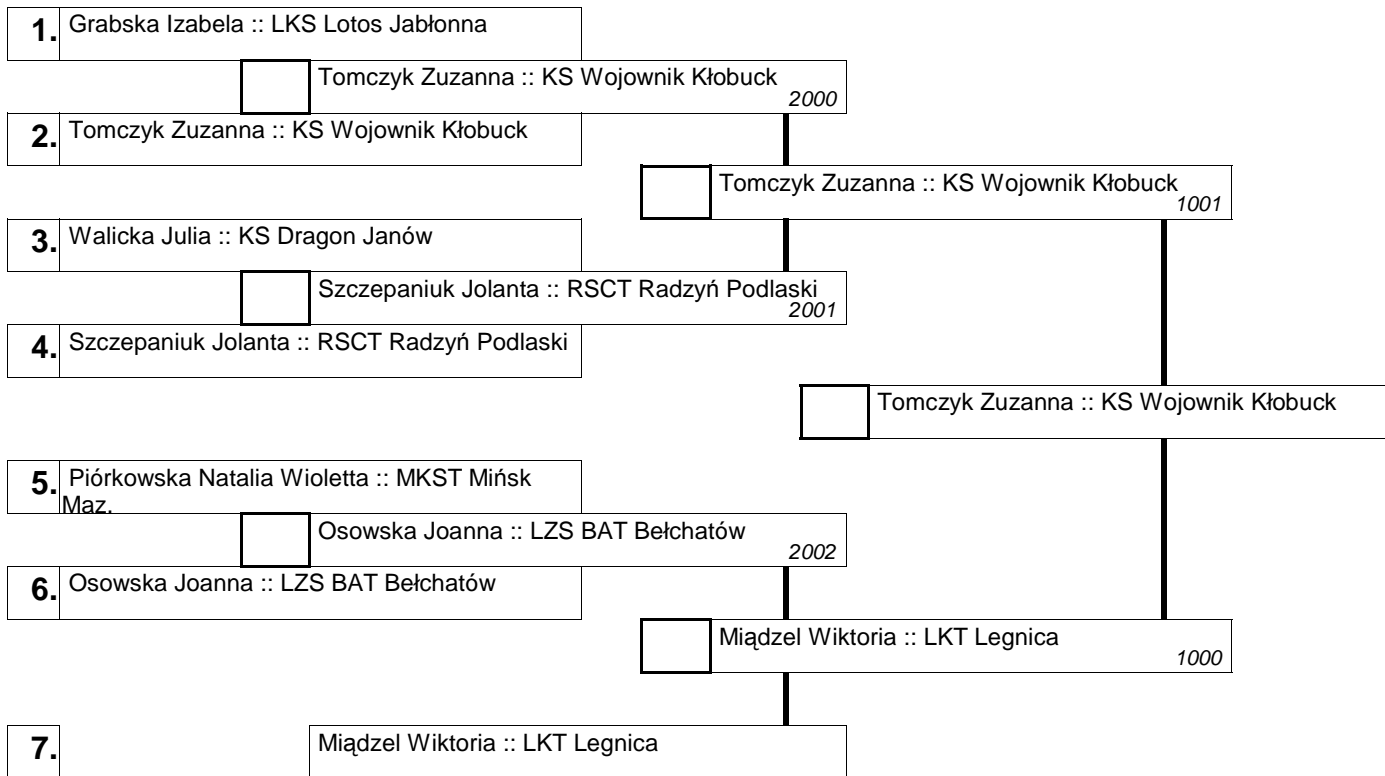 1. Grabska Izabela :: LKS Lotos Jabłonna
Tomczyk Zuzanna :: KS Wojownik Kłobuck
2000
2. Tomczyk Zuzanna :: KS Wojownik Kłobuck
Tomczyk Zuzanna :: KS Wojownik Kłobuck
1001
3. Walicka Julia :: KS Dragon Janów
Szczepaniuk Jolanta :: RSCT Radzyń Podlaski
2001
4. Szczepaniuk Jolanta :: RSCT Radzyń Podlaski
Tomczyk Zuzanna :: KS Wojownik Kłobuck
5. Piórkowska Natalia Wioletta :: MKST Mińsk
Maz.
Osowska Joanna :: LZS BAT Bełchatów
2002
6. Osowska Joanna :: LZS BAT Bełchatów
Miądzel Wiktoria :: LKT Legnica
1000
7. Miądzel Wiktoria :: LKT Legnica